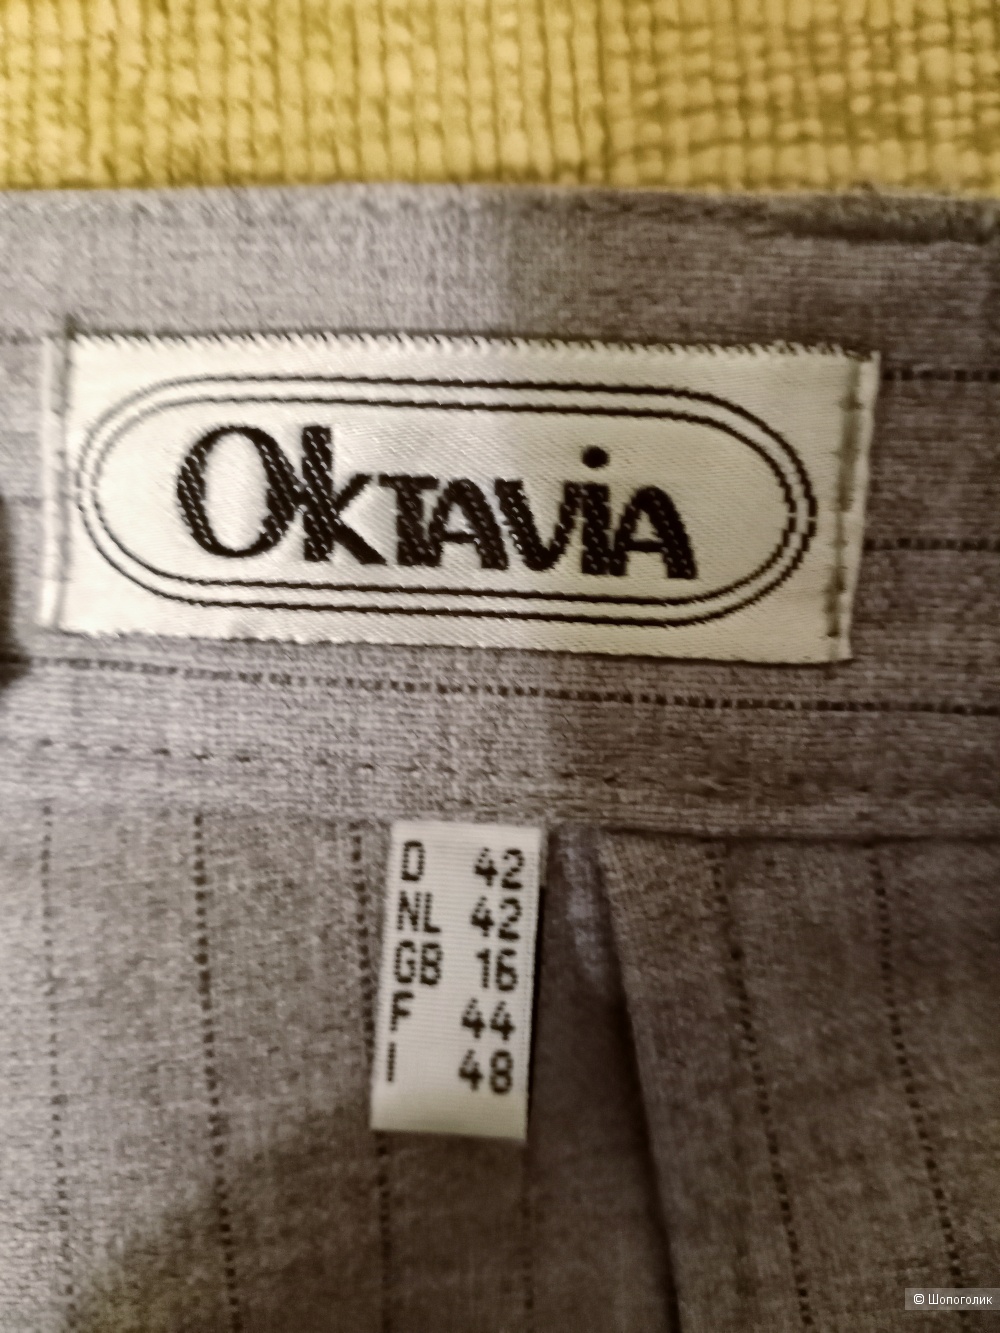 OKTAVIA
D 42
NL 42
GB 16
F 44
I 48
© Шопоголик